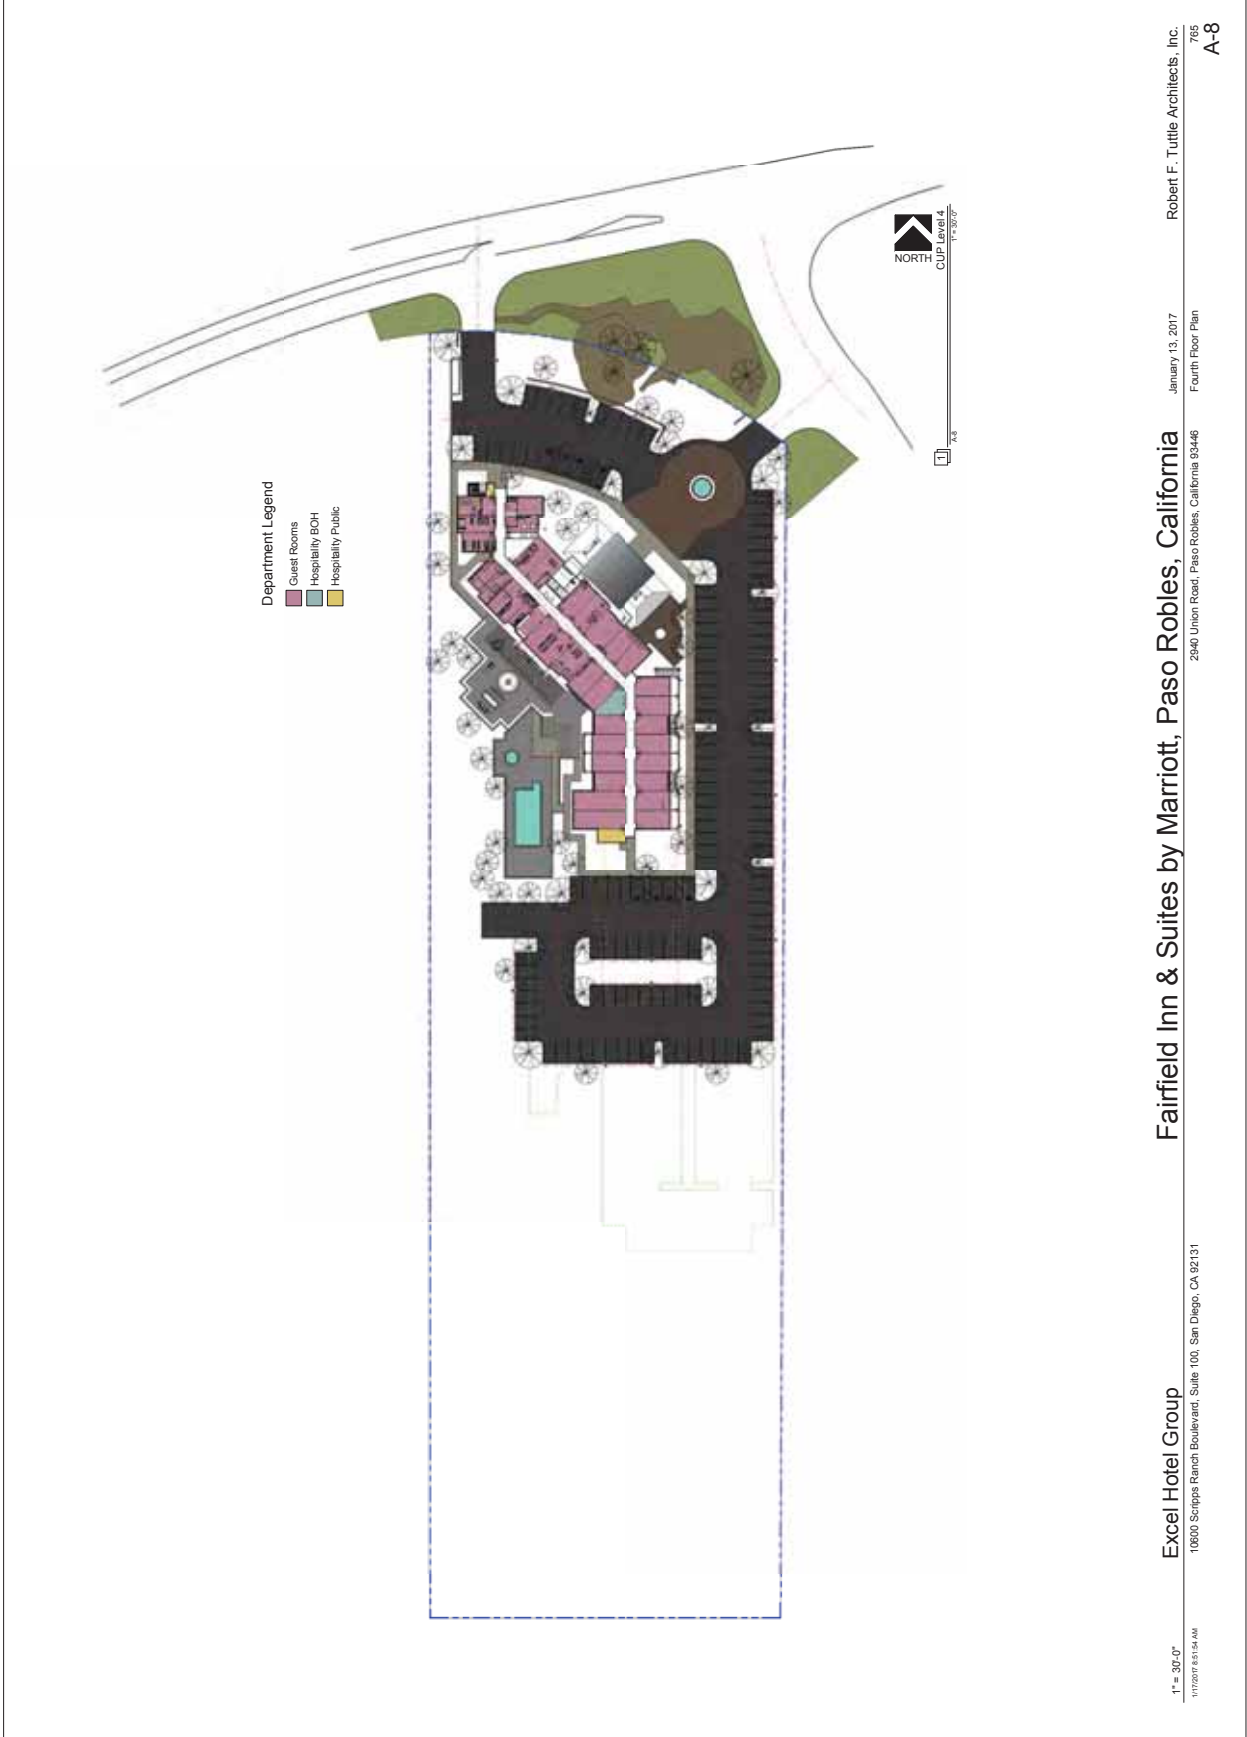 Department Legend
Guest Rooms
Hospitality BOH
Hospitality Public
NORTH
1
A-8
CUP Level 4
1" = 30'-0"
1" = 30'-0"
Excel Hotel Group
Fairfield Inn & Suites by Marriott, Paso Robles, California
January 13, 2017
Robert F. Tuttle Architects, Inc.
1/17/2017 8:51:54 AM
10600 Scripps Ranch Boulevard, Suite 100, San Diego, CA 92131
2940 Union Road, Paso Robles, California 93446
Fourth Floor Plan
765
A-8